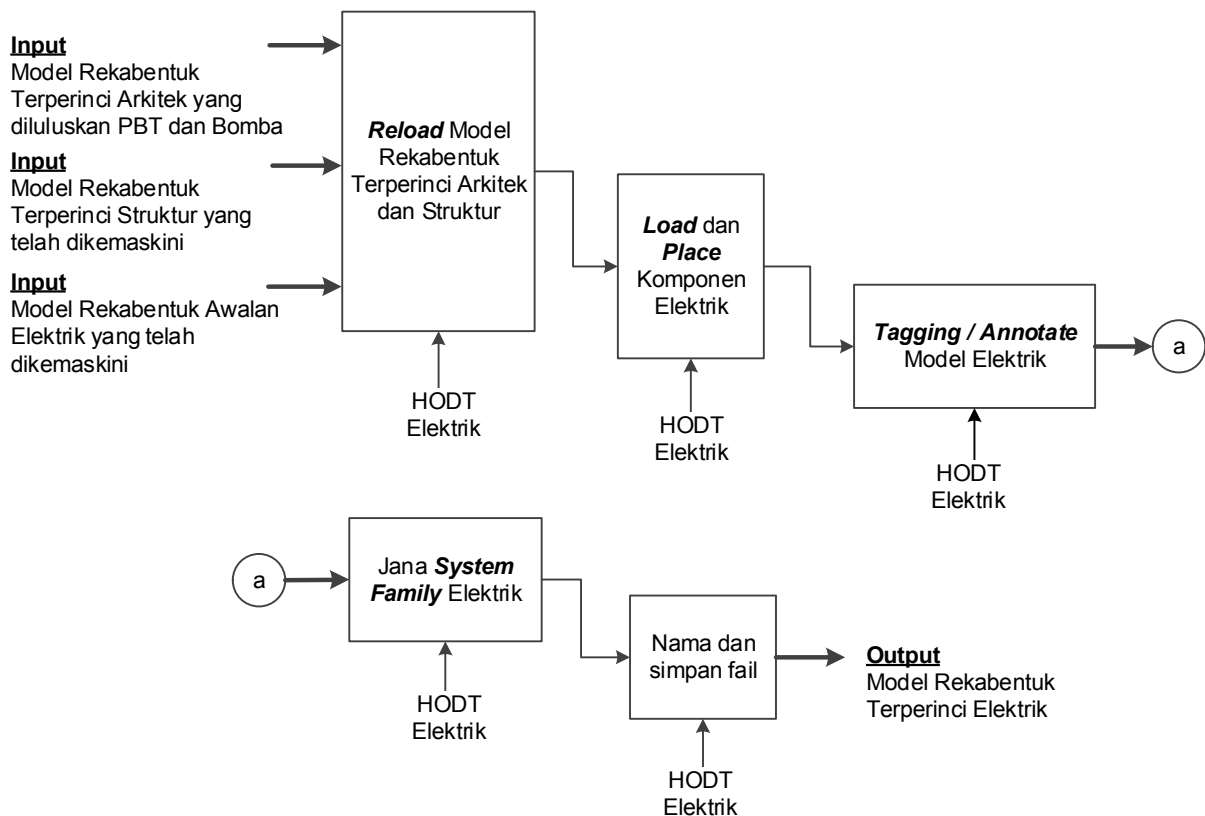 Input
Model Rekabentuk
Terperinci Arkitek yang
diluluskan PBT dan Bomba
Input
Model Rekabentuk
Terperinci Struktur yang
telah dikemaskini
Input
Model Rekabentuk Awalan
Elektrik yang telah
dikemaskini
Reload Model
Rekabentuk
Terperinci Arkitek
dan Struktur
HODT
Elektrik
Load dan
Place
Komponen
Elektrik
HODT
Elektrik
Tagging / Annotate
Model Elektrik
HODT
Elektrik
a
a
Jana System
Family Elektrik
HODT
Elektrik
Nama dan
simpan fail
HODT
Elektrik
Output
Model Rekabentuk
Terperinci Elektrik